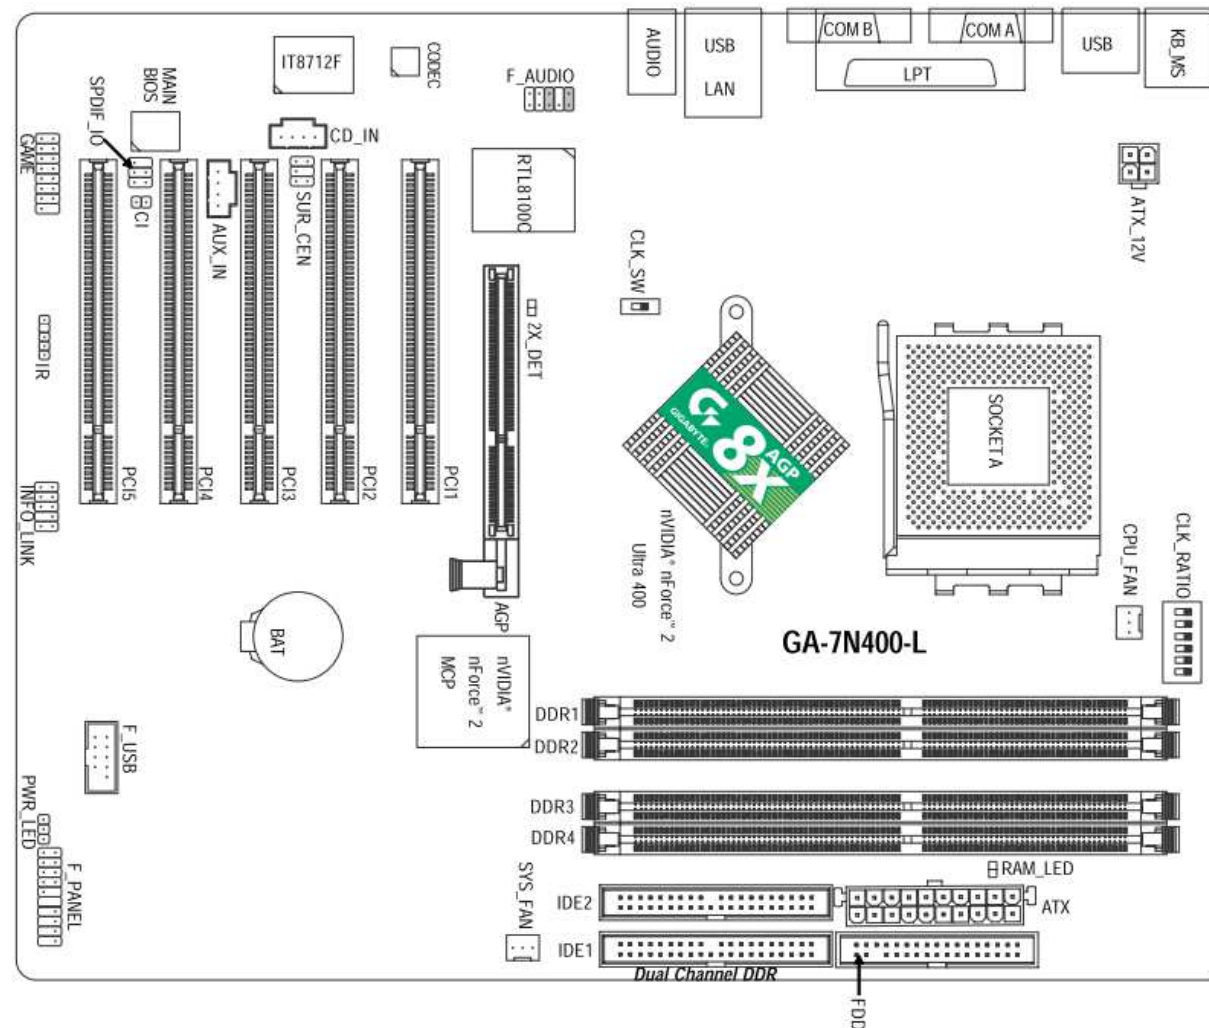 AUDIO
USB
LAN
COM B
COM A
LPT
USB
KB_MS
IT8712F
CODEC
F_AUDIO
MAIN
BIOS
SPDIF_IO
CD_IN
GAME
CI
AUX_IN
SUR_CEN
RTL8100C
ATX_12V
CLK_SW
2X_DET
IR
G
GIGABYTE
8X
AGP
SOCKET A
PCI5
PCI4
PCI3
PCI2
PCI1
INFO_LINK
nVIDIA® nForce™ 2
Ultra 400
CPU_FAN
CLK_RATIO
AGP
BAT
GA-7N400-L
nVIDIA®
nForce™ 2
MCP
DDR1
DDR2
F_USB
DDR3
DDR4
PWR_LED
F_PANEL
SYS_FAN
RAM_LED
IDE2
ATX
IDE1
Dual Channel DDR
FDD